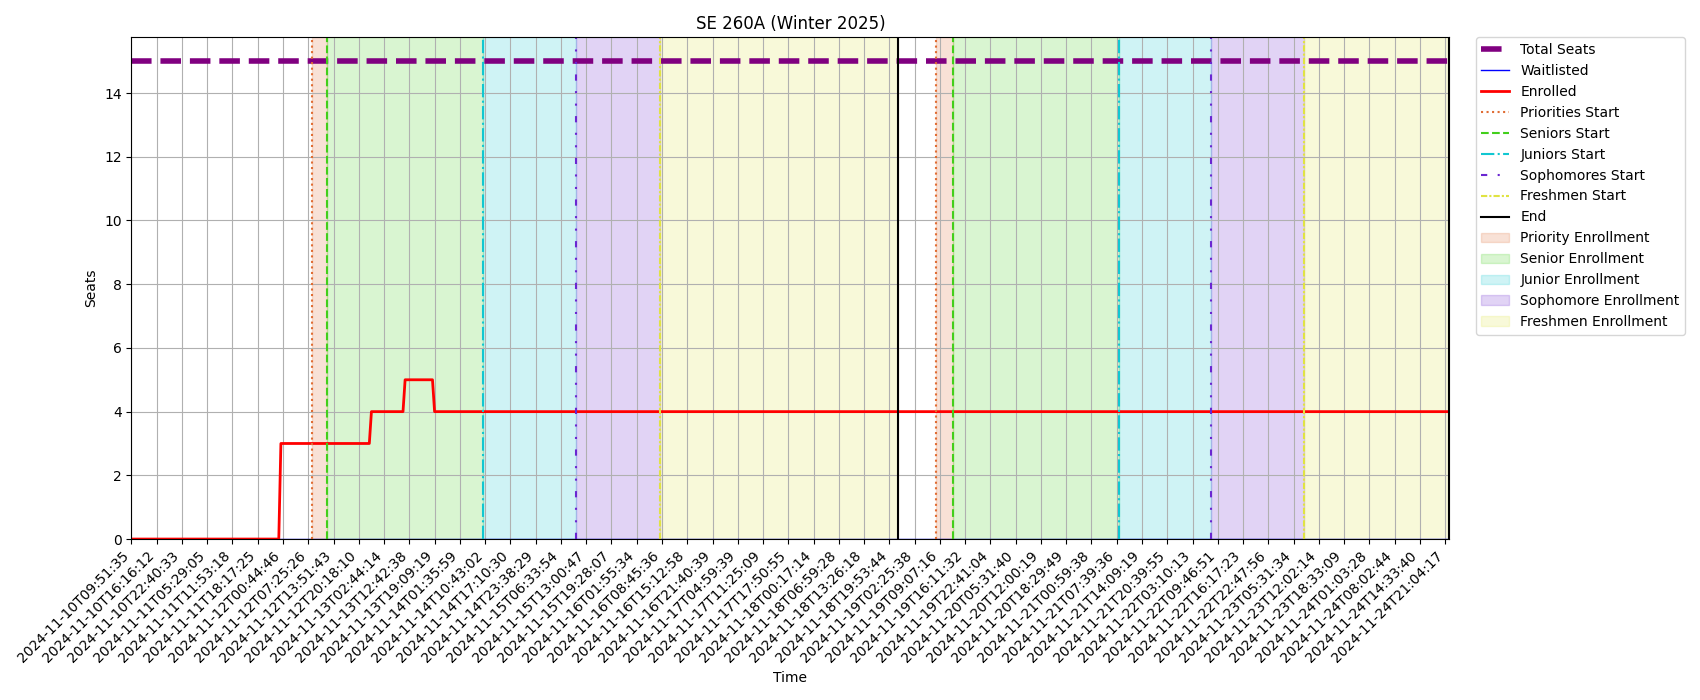 SE 260A (Winter 2025)
Seats
14
12
10
8
6
4
2
0
2024-11-10T09:51:35
2024-11-10T16:16:12
2024-11-10T22:40:33
2024-11-11T05:29:05
2024-11-11T11:53:18
2024-11-11T18:17:25
2024-11-12T00:44:46
2024-11-12T07:25:26
2024-11-12T13:51:43
2024-11-12T20:18:10
2024-11-13T02:44:14
2024-11-13T12:42:38
2024-11-13T19:09:19
2024-11-14T01:35:59
2024-11-14T10:43:02
2024-11-14T17:10:30
2024-11-14T23:38:29
2024-11-15T06:33:54
2024-11-15T13:00:47
2024-11-15T19:28:07
2024-11-16T01:55:34
2024-11-16T08:45:36
2024-11-16T15:12:58
2024-11-16T21:40:39
2024-11-17T04:59:39
2024-11-17T11:25:09
2024-11-17T17:50:55
2024-11-18T00:17:14
2024-11-18T06:59:28
2024-11-18T13:26:18
2024-11-18T19:53:44
2024-11-19T02:25:38
2024-11-19T09:07:16
2024-11-19T16:11:32
2024-11-19T22:41:04
2024-11-20T05:31:40
2024-11-20T12:00:19
2024-11-20T18:29:49
2024-11-21T00:59:38
2024-11-21T07:39:36
2024-11-21T14:09:19
2024-11-21T20:39:55
2024-11-22T03:10:13
2024-11-22T09:46:51
2024-11-22T16:17:23
2024-11-22T22:47:56
2024-11-23T05:31:34
2024-11-23T12:02:14
2024-11-23T18:33:09
2024-11-24T01:03:28
2024-11-24T08:02:44
2024-11-24T14:33:40
2024-11-24T21:04:17
Time
Total Seats
Waitlisted
Enrolled
Priorities Start
Seniors Start
Juniors Start
Sophomores Start
Freshmen Start
End
Priority Enrollment
Senior Enrollment
Junior Enrollment
Sophomore Enrollment
Freshmen Enrollment